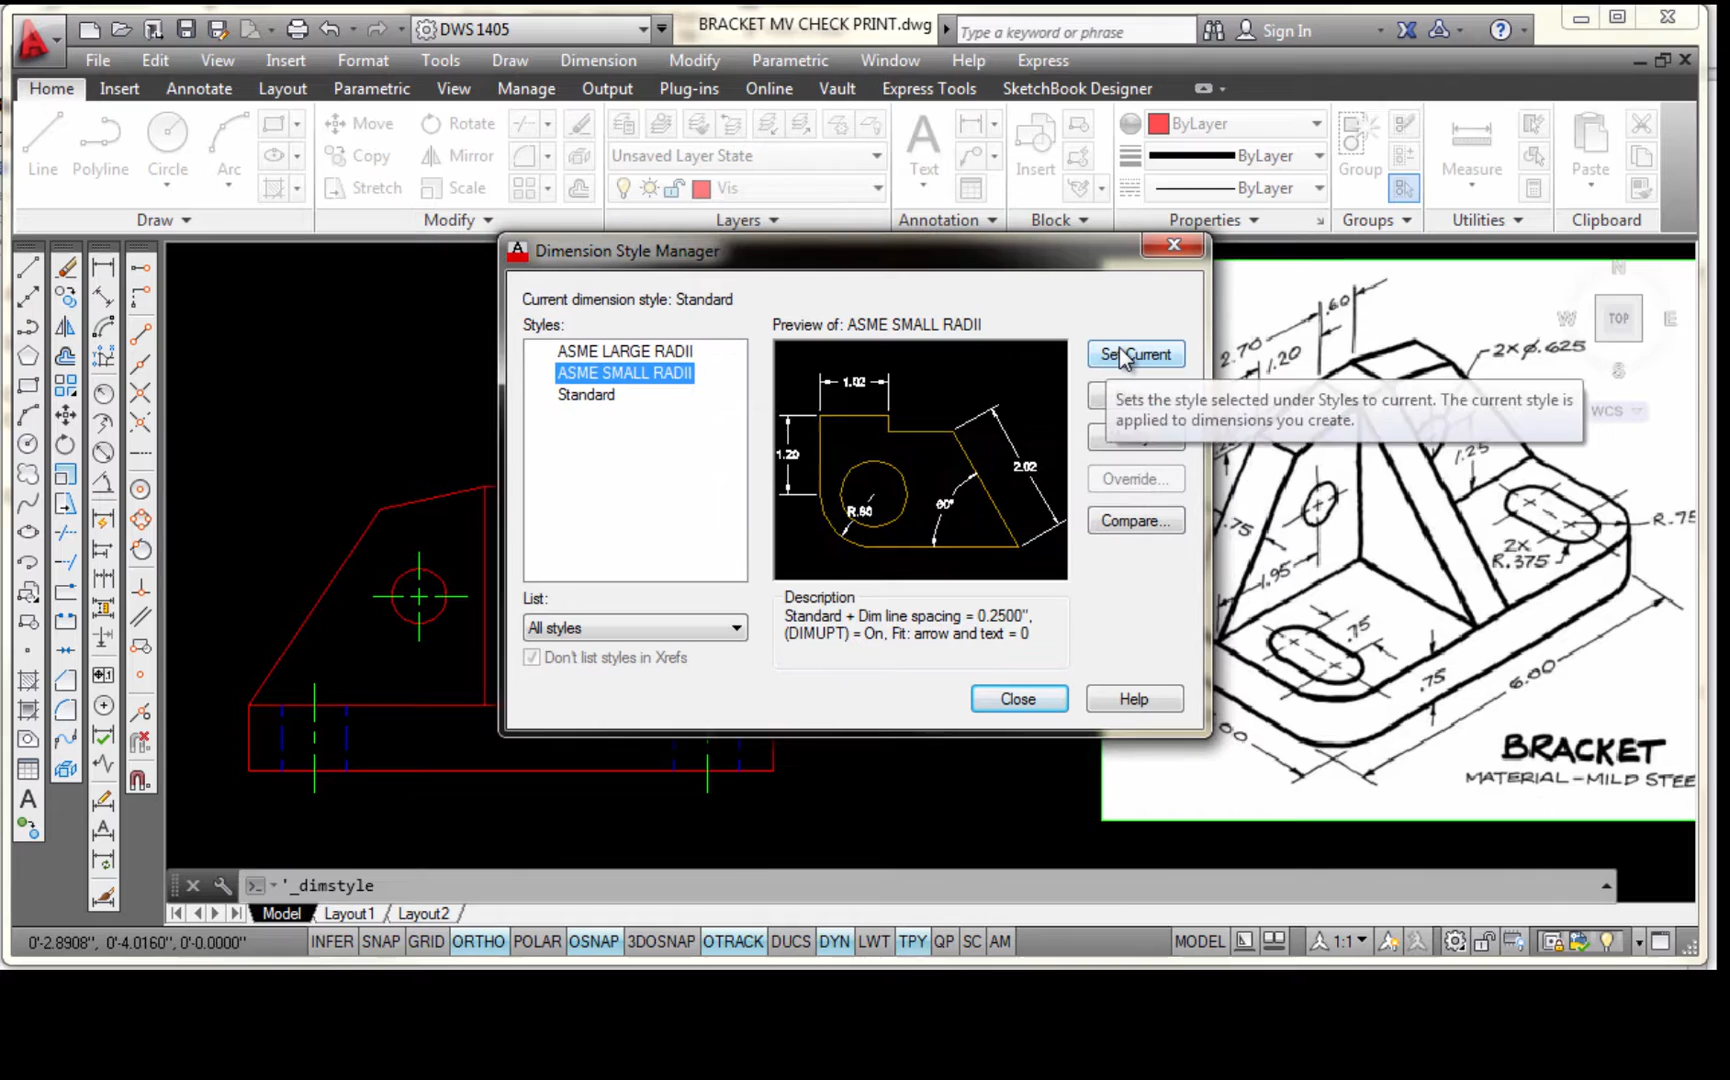 DWS 1405
BRACKET MV CHECK PRINT.dwg
Type a keyword or phrase
Sign In
File Edit View Insert Format Tools Draw Dimension Modify Parametric Window Help Express
Home Insert Annotate Layout Parametric View Manage Output Plug-ins Online Vault Express Tools SketchBook Designer
Line
Polyline
Circle
Arc
Move
Rotate
Copy
Mirror
Stretch
Scale
Unsaved Layer State
Vis
Text
Insert
ByLayer
ByLayer
ByLayer
Group
Measure
Paste
Draw
Modify
Layers
Annotation
Block
Properties
Groups
Utilities
Clipboard
Dimension Style Manager
Current dimension style: Standard
Styles:
ASME LARGE RADII
ASME SMALL RADII
Standard
Preview of: ASME SMALL RADII
1.02
1.20
2.02
R.80
60°
Set Current
Sets the style selected under Styles to current. The current style is
applied to dimensions you create.
Override...
Compare...
List:
All styles
Don't list styles in Xrefs
Description
Standard + Dim line spacing = 0.2500",
(DIMUPT) = On, Fit: arrow and text = 0
Close
Help
N
W
TOP
E
S
WCS
.60
2.70
1.20
2X Ø.625
1.25
.75
R.75
2X
R.375
1.95
.75
.75
6.00
BRACKET
MATERIAL-MILD STEE
'_dimstyle
Model Layout1 Layout2
0'-2.8908", 0'-4.0160", 0'-0.0000"
INFER SNAP GRID ORTHO POLAR OSNAP 3DOSNAP OTRACK DUCS DYN LWT TPY QP SC AM
MODEL
1:1